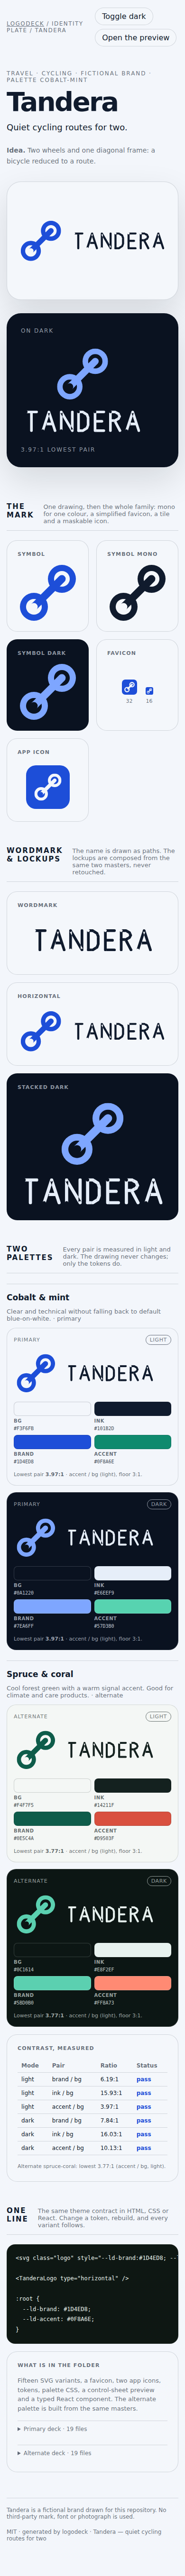 LOGODECK / IDENTITY
PLATE / TANDERA
Toggle dark
Open the preview
TRAVEL · CYCLING · FICTIONAL BRAND ·
PALETTE COBALT-MINT
Tandera
Quiet cycling routes for two.
Idea. Two wheels and one diagonal frame: a
bicycle reduced to a route.
TANDERA
ON DARK
TANDERA
3.97:1 LOWEST PAIR
THE
MARK
One drawing, then the whole family: mono
for one colour, a simplified favicon, a tile
and a maskable icon.
SYMBOL
SYMBOL MONO
SYMBOL DARK
FAVICON
32
16
APP ICON
WORDMARK
& LOCKUPS
The name is drawn as paths. The
lockups are composed from the
same two masters, never
retouched.
WORDMARK
TANDERA
HORIZONTAL
TANDERA
STACKED DARK
TANDERA
TWO
PALETTES
Every pair is measured in light and
dark. The drawing never changes;
only the tokens do.
Cobalt & mint
Clear and technical without falling back to default
blue-on-white. · primary
PRIMARY
LIGHT
TANDERA
BG
INK
BRAND
#1D4ED8
ACCENT
#0F8A6E
Lowest pair 3.97:1 · accent / bg (light), floor 3:1.
PRIMARY
DARK
TANDERA
BG
INK
BRAND
ACCENT
Lowest pair 3.97:1 · accent / bg (light), floor 3:1.
Spruce & coral
Cool forest green with a warm signal accent. Good for
climate and care products. · alternate
ALTERNATE
LIGHT
TANDERA
BG
INK
BRAND
ACCENT
Lowest pair 3.77:1 · accent / bg (light), floor 3:1.
ALTERNATE
DARK
TANDERA
BG
INK
BRAND
ACCENT
Lowest pair 3.77:1 · accent / bg (light), floor 3:1.
CONTRAST, MEASURED
Mode Pair Ratio Status
light brand / bg 6.19:1 pass
light ink / bg 15.93:1 pass
light accent / bg 3.97:1 pass
dark brand / bg 7.84:1 pass
dark ink / bg 16.03:1 pass
dark accent / bg 10.13:1 pass
Alternate spruce-coral: lowest 3.77:1 (accent / bg, light).
ONE
LINE
The same theme contract in HTML, CSS or
React. Change a token, rebuild, and every
variant follows.
<svg class="logo" style="--ld-brand:#1D4ED8; --l
<TanderaLogo type="horizontal" />
:root {
--ld-brand: #1D4ED8;
--ld-accent: #0F8A6E;
}
WHAT IS IN THE FOLDER
Fifteen SVG variants, a favicon, two app icons,
tokens, palette CSS, a control-sheet preview
and a typed React component. The alternate
palette is built from the same masters.
▶ Primary deck · 19 files
▶ Alternate deck · 19 files
Tandera is a fictional brand drawn for this repository. No
third-party mark, font or photograph is used.
MIT · generated by logodeck · Tandera — quiet cycling
routes for two